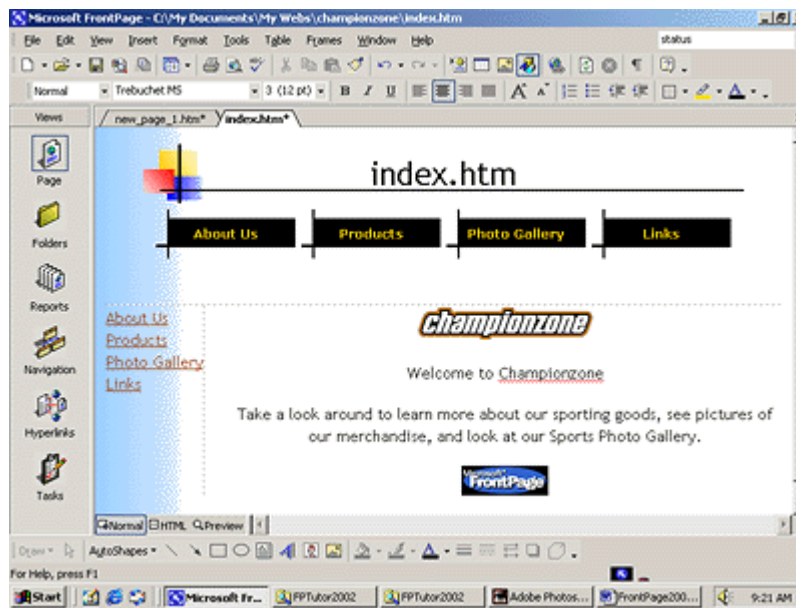 Microsoft FrontPage - C:\My Documents\My Webs\championzone\index.htm
File Edit View Insert Format Tools Table Frames Window Help status
Normal Trebuchet MS 3 (12 pt) B I U A A A
Views new_page_1.htm* index.htm*
Page
Folders
Reports
Navigation
Hyperlinks
Tasks
index.htm
About Us Products Photo Gallery Links
About Us
Products
Photo Gallery
Links
championzone
Welcome to Championzone
Take a look around to learn more about our sporting goods, see pictures of
our merchandise, and look at our Sports Photo Gallery.
Microsoft
FrontPage
Normal HTML Preview
Draw AutoShapes A
For Help, press F1
Start Microsoft Fr... FPTutor2002 FPTutor2002 Adobe Photos... FrontPage200... 9:21 AM